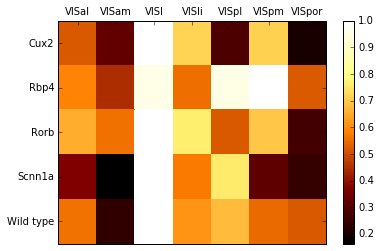 VISal VISam VISl VISli VISpl VISpm VISpor
Cux2
Rbp4
Rorb
Scnn1a
Wild type
1.0
0.9
0.8
0.7
0.6
0.5
0.4
0.3
0.2